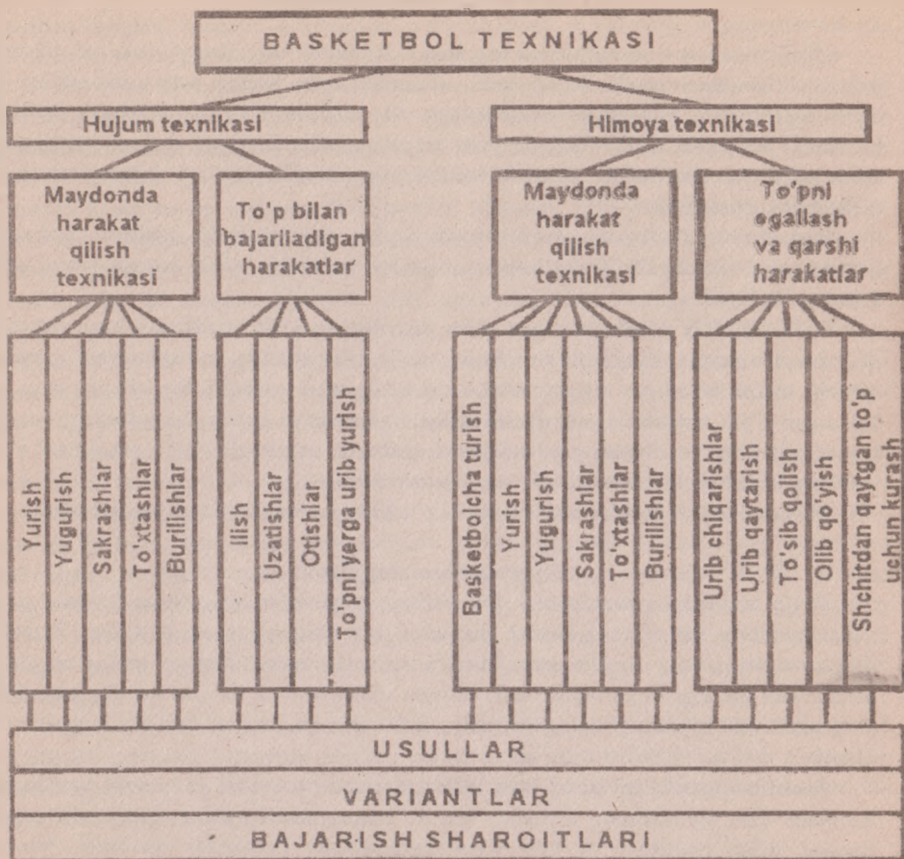 BASKETBOL TEXNIKASI
Hujum texnikasi
Himoya texnikasi
Maydonda
harakat
qilish
texnikasi
To'p bilan
bajariladigan
harakatlar
Maydonda
harakat
qilish
texnikasi
To'pni
egallash
va qarshi
harakatlar
Yurish
Yugurish
Sakrashlar
To'xtashlar
Burilishlar
Ilish
Uzatishlar
Otishlar
To'pni yerga urib yurish
Basketbolcha turish
Yurish
Yugurish
Sakrashlar
To'xtashlar
Burilishlar
Urib chiqarishlar
Urib qaytarish
To'sib qolish
Olib qo'yish
Shchitdan qaytgan to'p
uchun kurash
USULLAR
VARIANTLAR
BAJARISH SHAROITLARI